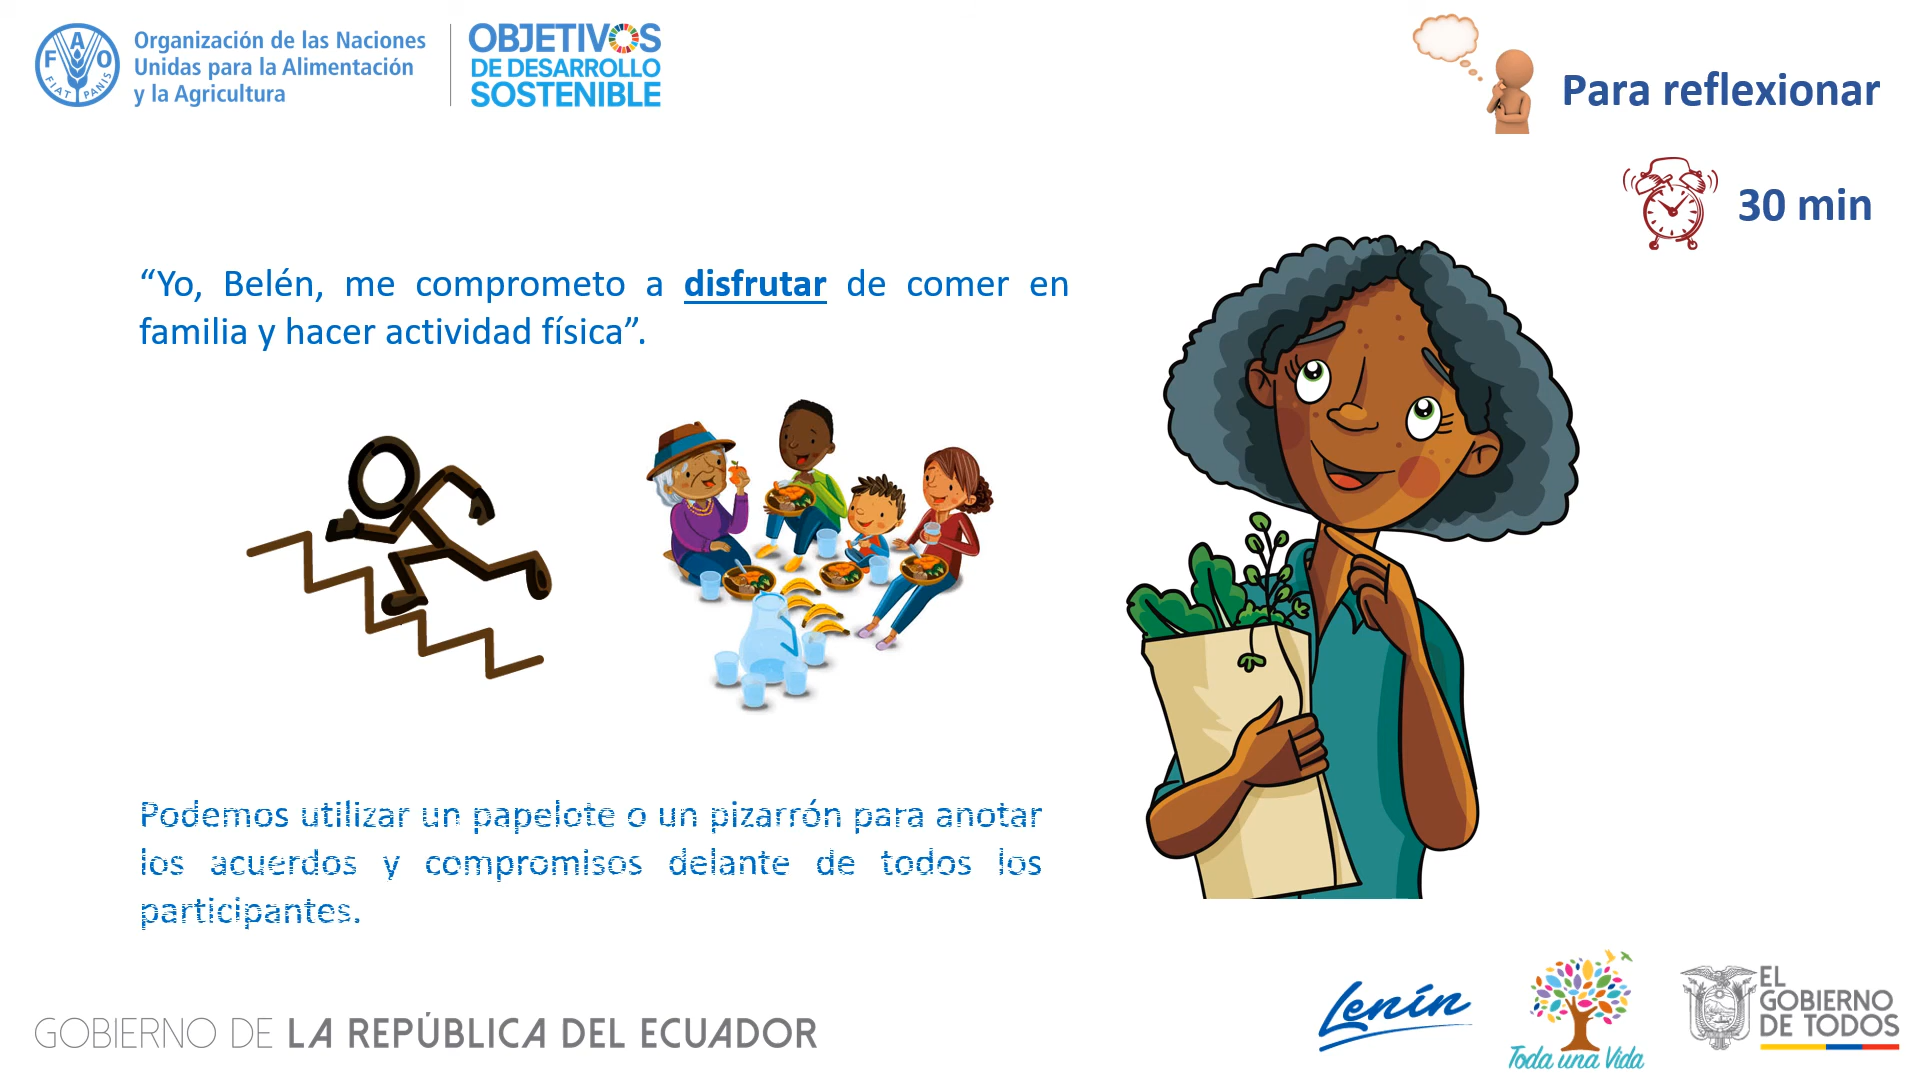 FAO
FIAT PANIS
Organización de las Naciones
Unidas para la Alimentación
y la Agricultura
OBJETIVOS
DE DESARROLLO
SOSTENIBLE
Para reflexionar
30 min
“Yo, Belén, me comprometo a disfrutar de comer en
familia y hacer actividad física”.
Podemos utilizar un papelote o un pizarrón para anotar
los acuerdos y compromisos delante de todos los
participantes.
GOBIERNO DE LA REPÚBLICA DEL ECUADOR
Lenín
Toda una Vida
EL
GOBIERNO
DE TODOS